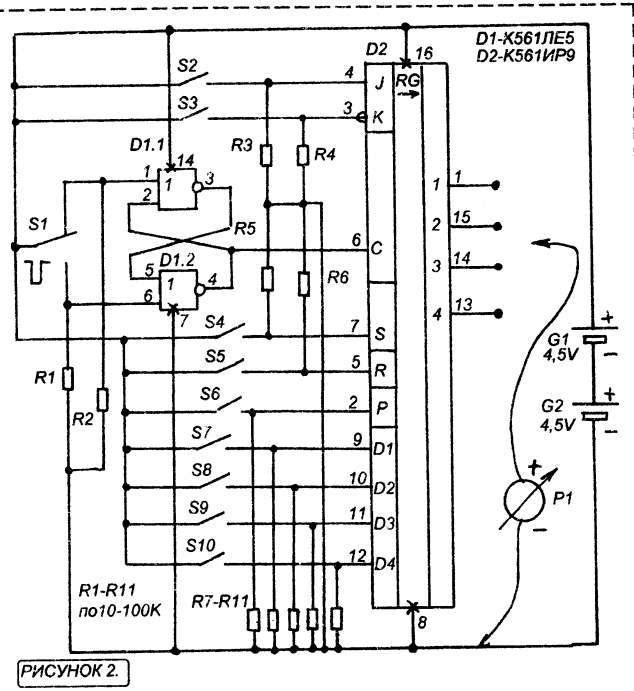 D1-К561ЛЕ5
D2-К561ИР9
D2
16
RG
S2
4
J
S3
3
K
D1.1
14
R3
R4
1
1
3
2
1
1
S1
R5
2
15
6
C
3
14
D1.2
5
1
4
R6
4
13
6
7
S4
7
S
G1
4,5V
+
–
S5
5
R
R1
R2
S6
2
P
G2
4,5V
+
–
S7
9
D1
S8
10
D2
+
P1
–
S9
11
D3
S10
12
D4
R1-R11
по10-100К
R7-R11
8
РИСУНОК 2.